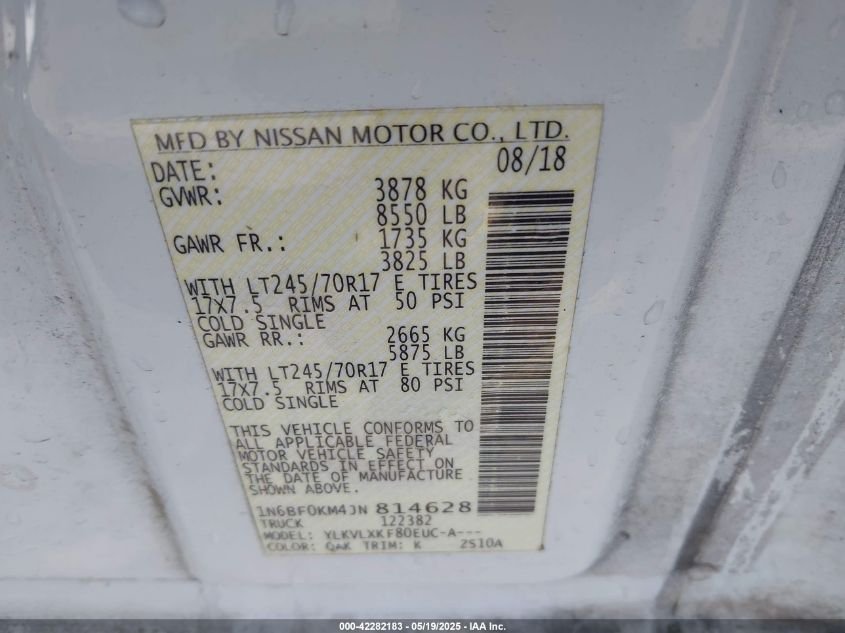 MFD BY NISSAN MOTOR CO., LTD.
DATE: 08/18
GVWR: 3878 KG
8550 LB
GAWR FR.: 1735 KG
3825 LB
WITH LT245/70R17 E TIRES
17X7.5 RIMS AT 50 PSI
COLD SINGLE
GAWR RR.: 2665 KG
5875 LB
WITH LT245/70R17 E TIRES
17X7.5 RIMS AT 80 PSI
COLD SINGLE
THIS VEHICLE CONFORMS TO
ALL APPLICABLE FEDERAL
MOTOR VEHICLE SAFETY
STANDARDS IN EFFECT ON
THE DATE OF MANUFACTURE
SHOWN ABOVE.
1N6BF0KM4JN 814628
TRUCK 122382
MODEL: YLKVLXKF80EUC-A---
COLOR: QAK TRIM: K 2S10A
000-42282183 - 05/19/2025 - IAA Inc.